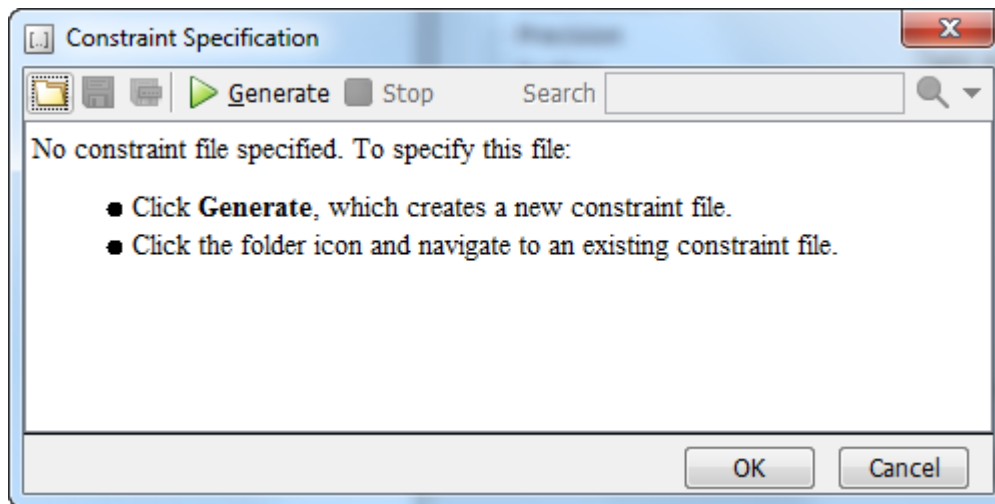 Constraint Specification
Generate Stop Search
No constraint file specified. To specify this file:
Click Generate, which creates a new constraint file.
Click the folder icon and navigate to an existing constraint file.
OK Cancel